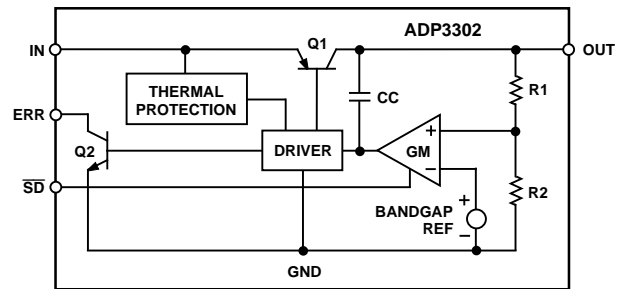 ADP3302
IN
Q1
OUT
THERMAL
PROTECTION
CC
R1
ERR
+
Q2
DRIVER
GM
–
SD
R2
BANDGAP
REF
+
–
GND